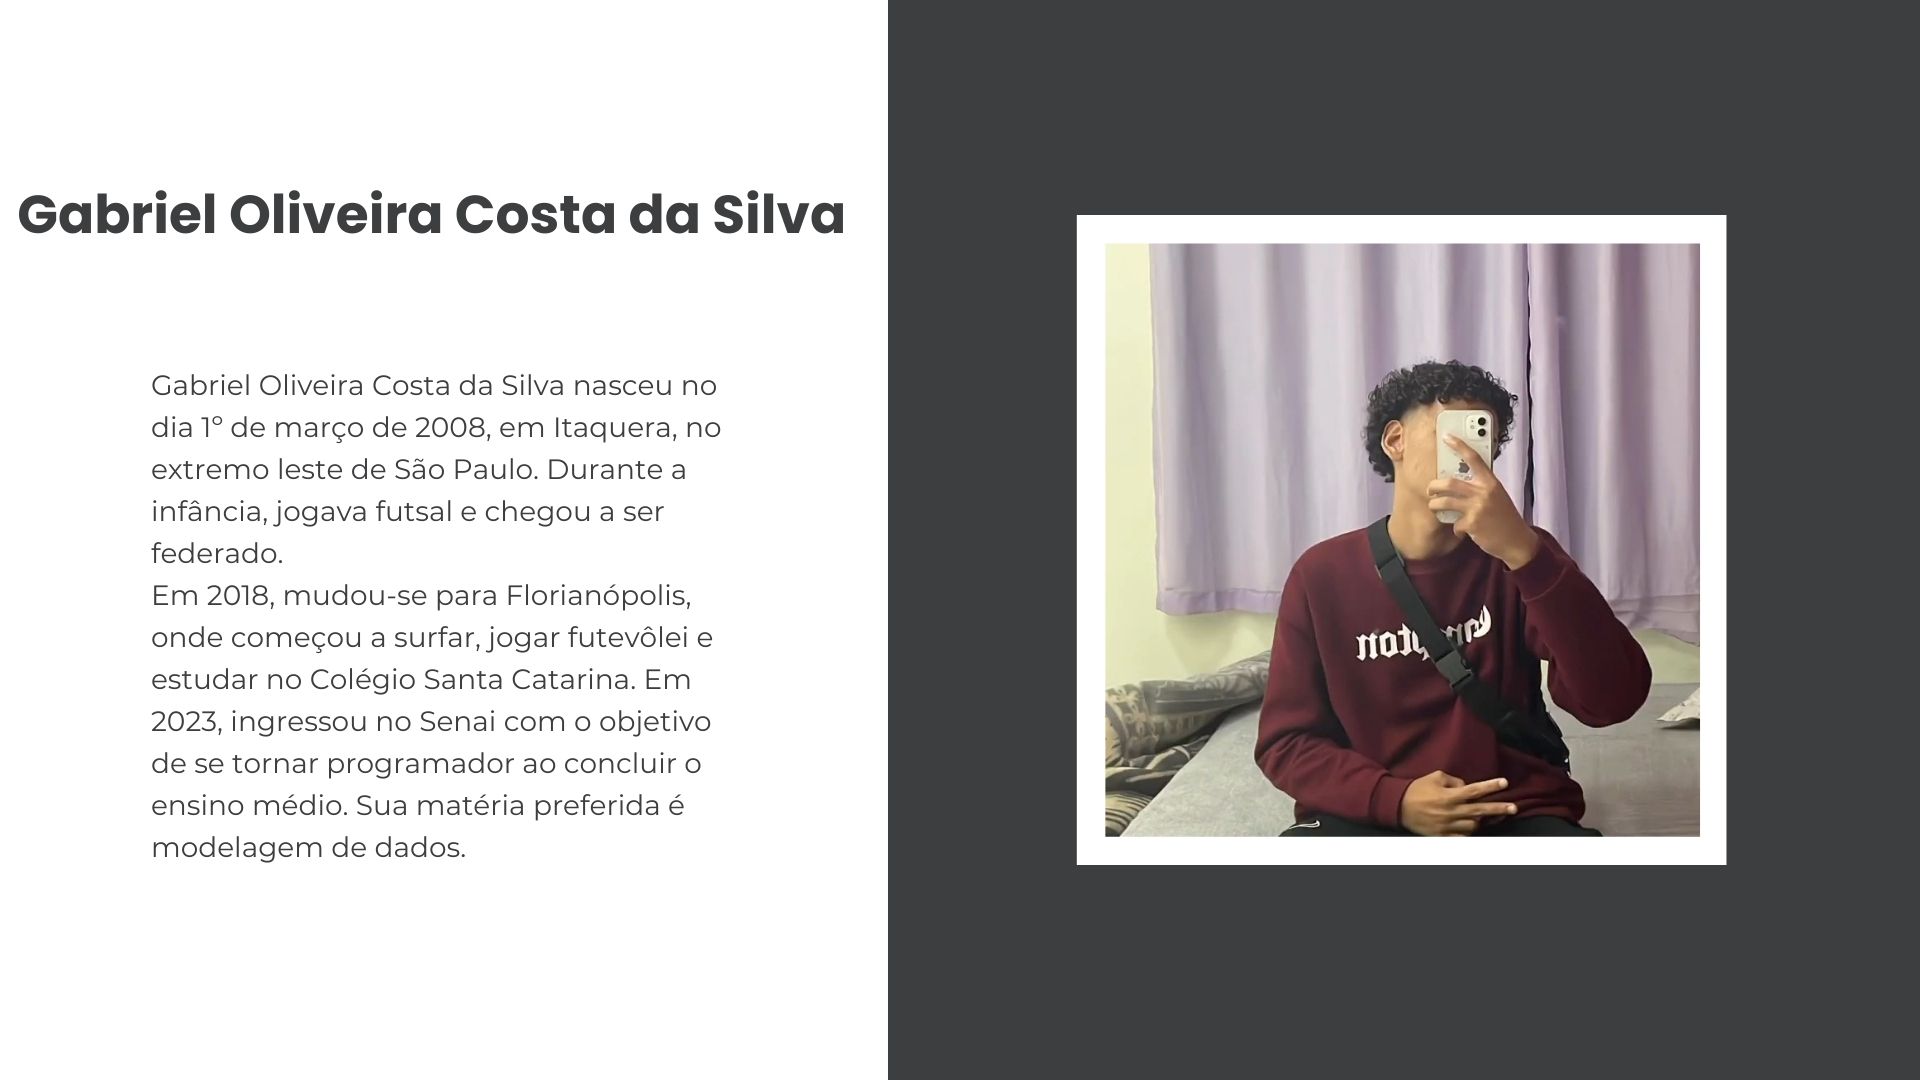 Gabriel Oliveira Costa da Silva
Gabriel Oliveira Costa da Silva nasceu no
dia 1º de março de 2008, em Itaquera, no
extremo leste de São Paulo. Durante a
infância, jogava futsal e chegou a ser
federado.
Em 2018, mudou-se para Florianópolis,
onde começou a surfar, jogar futevôlei e
estudar no Colégio Santa Catarina. Em
2023, ingressou no Senai com o objetivo
de se tornar programador ao concluir o
ensino médio. Sua matéria preferida é
modelagem de dados.